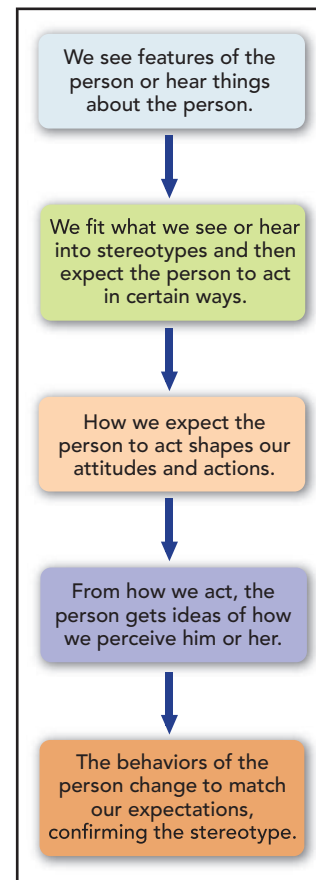 We see features of the
person or hear things
about the person.
We fit what we see or hear
into stereotypes and then
expect the person to act
in certain ways.
How we expect the
person to act shapes our
attitudes and actions.
From how we act, the
person gets ideas of how
we perceive him or her.
The behaviors of the
person change to match
our expectations,
confirming the stereotype.